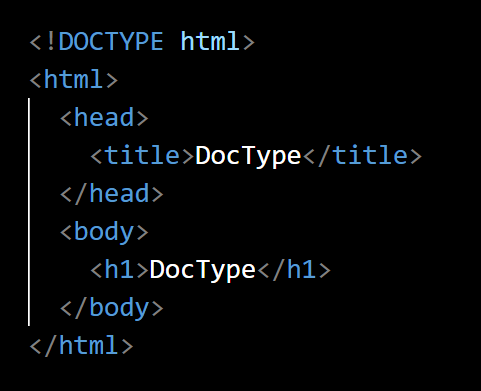 <!DOCTYPE html>
<html>
  <head>
    <title>DocType</title>
  </head>
  <body>
    <h1>DocType</h1>
  </body>
</html>